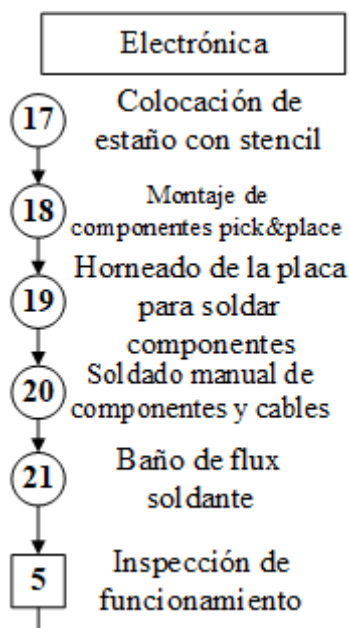 Electrónica
17
Colocación de
estaño con stencil
18
Montaje de
componentes pick&place
19
Horneado de la placa
para soldar
componentes
20
Soldado manual de
componentes y cables
21
Baño de flux
soldante
5
Inspección de
funcionamiento